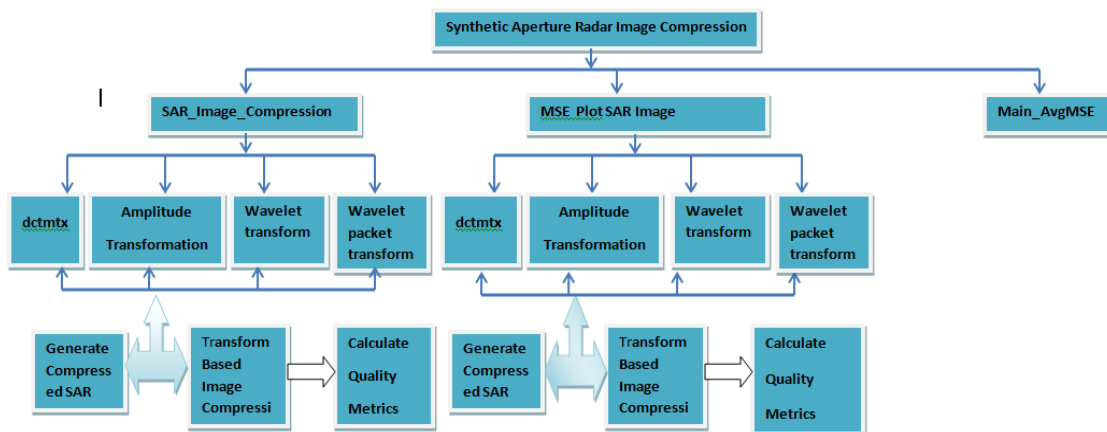 Synthetic Aperture Radar Image Compression
SAR_Image_Compression
MSE_Plot SAR Image
Main_AvgMSE
dctmtx
Amplitude
Transformation
Wavelet
transform
Wavelet
packet
transform
dctmtx
Amplitude
Transformation
Wavelet
transform
Wavelet
packet
transform
Generate
Compress
ed SAR
Transform
Based
Image
Compressi
Calculate
Quality
Metrics
Generate
Compress
ed SAR
Transform
Based
Image
Compressi
Calculate
Quality
Metrics